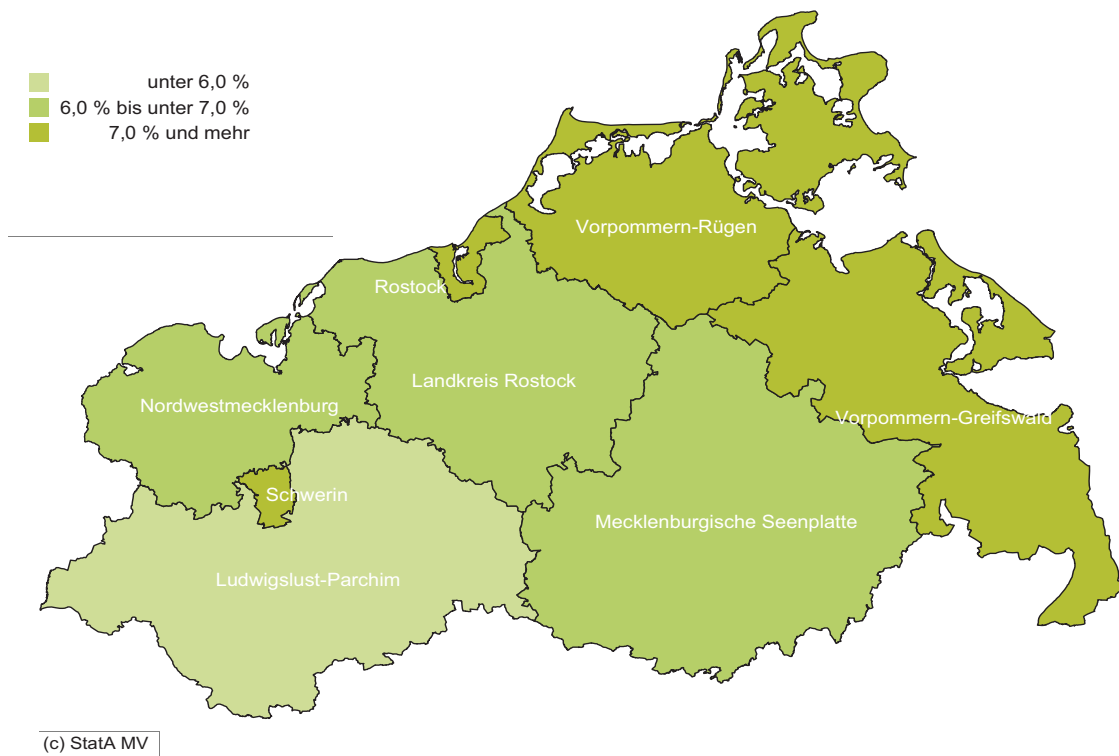 unter 6,0 %
6,0 % bis unter 7,0 %
7,0 % und mehr
Vorpommern-Rügen
Rostock
Landkreis Rostock
Nordwestmecklenburg
Vorpommern-Greifswald
Schwerin
Mecklenburgische Seenplatte
Ludwigslust-Parchim
(c) StatA MV